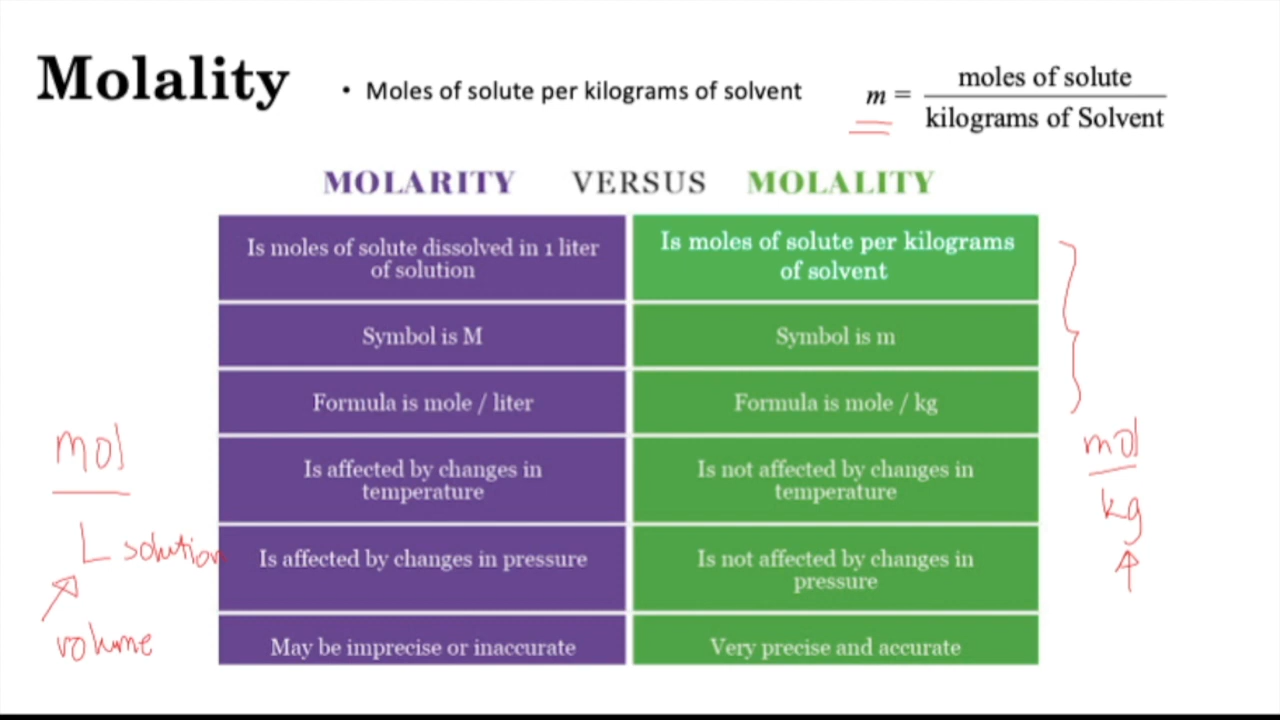 Molality
• Moles of solute per kilograms of solvent
m = moles of solute
kilograms of Solvent
MOLARITY VERSUS MOLALITY
Is moles of solute dissolved in 1 liter
of solution
Is moles of solute per kilograms
of solvent
Symbol is M
Symbol is m
Formula is mole / liter
Formula is mole / kg
Is affected by changes in
temperature
Is not affected by changes in
temperature
Is affected by changes in pressure
Is not affected by changes in
pressure
May be imprecise or inaccurate
Very precise and accurate
mol
L solution
volume
mol
kg